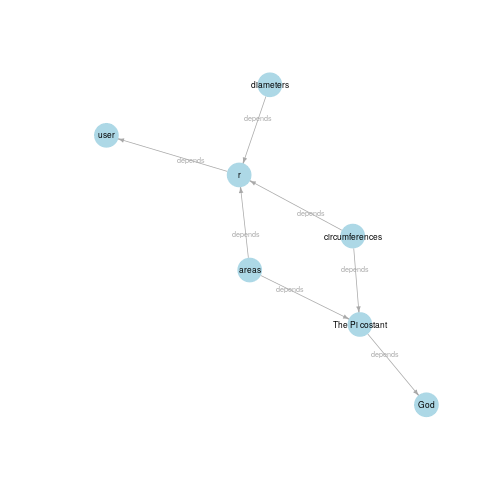 diameters
depends
user
depends
r
depends
depends
circumferences
areas
depends
depends
The Pi costant
depends
God